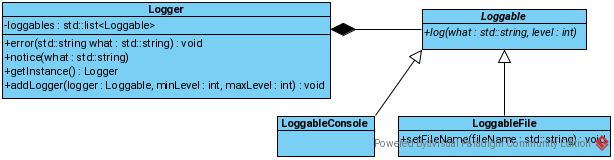 Logger
-loggables : std::list<Loggable>
+error(std::string what : std::string) : void
+notice(what : std::string)
+getInstance() : Logger
+addLogger(logger : Loggable, minLevel : int, maxLevel : int) : void
Loggable
+log(what : std::string, level : int)
LoggableConsole
LoggableFile
+setFileName(fileName : std::string) : void
Powered By Visual Paradigm Community Edition